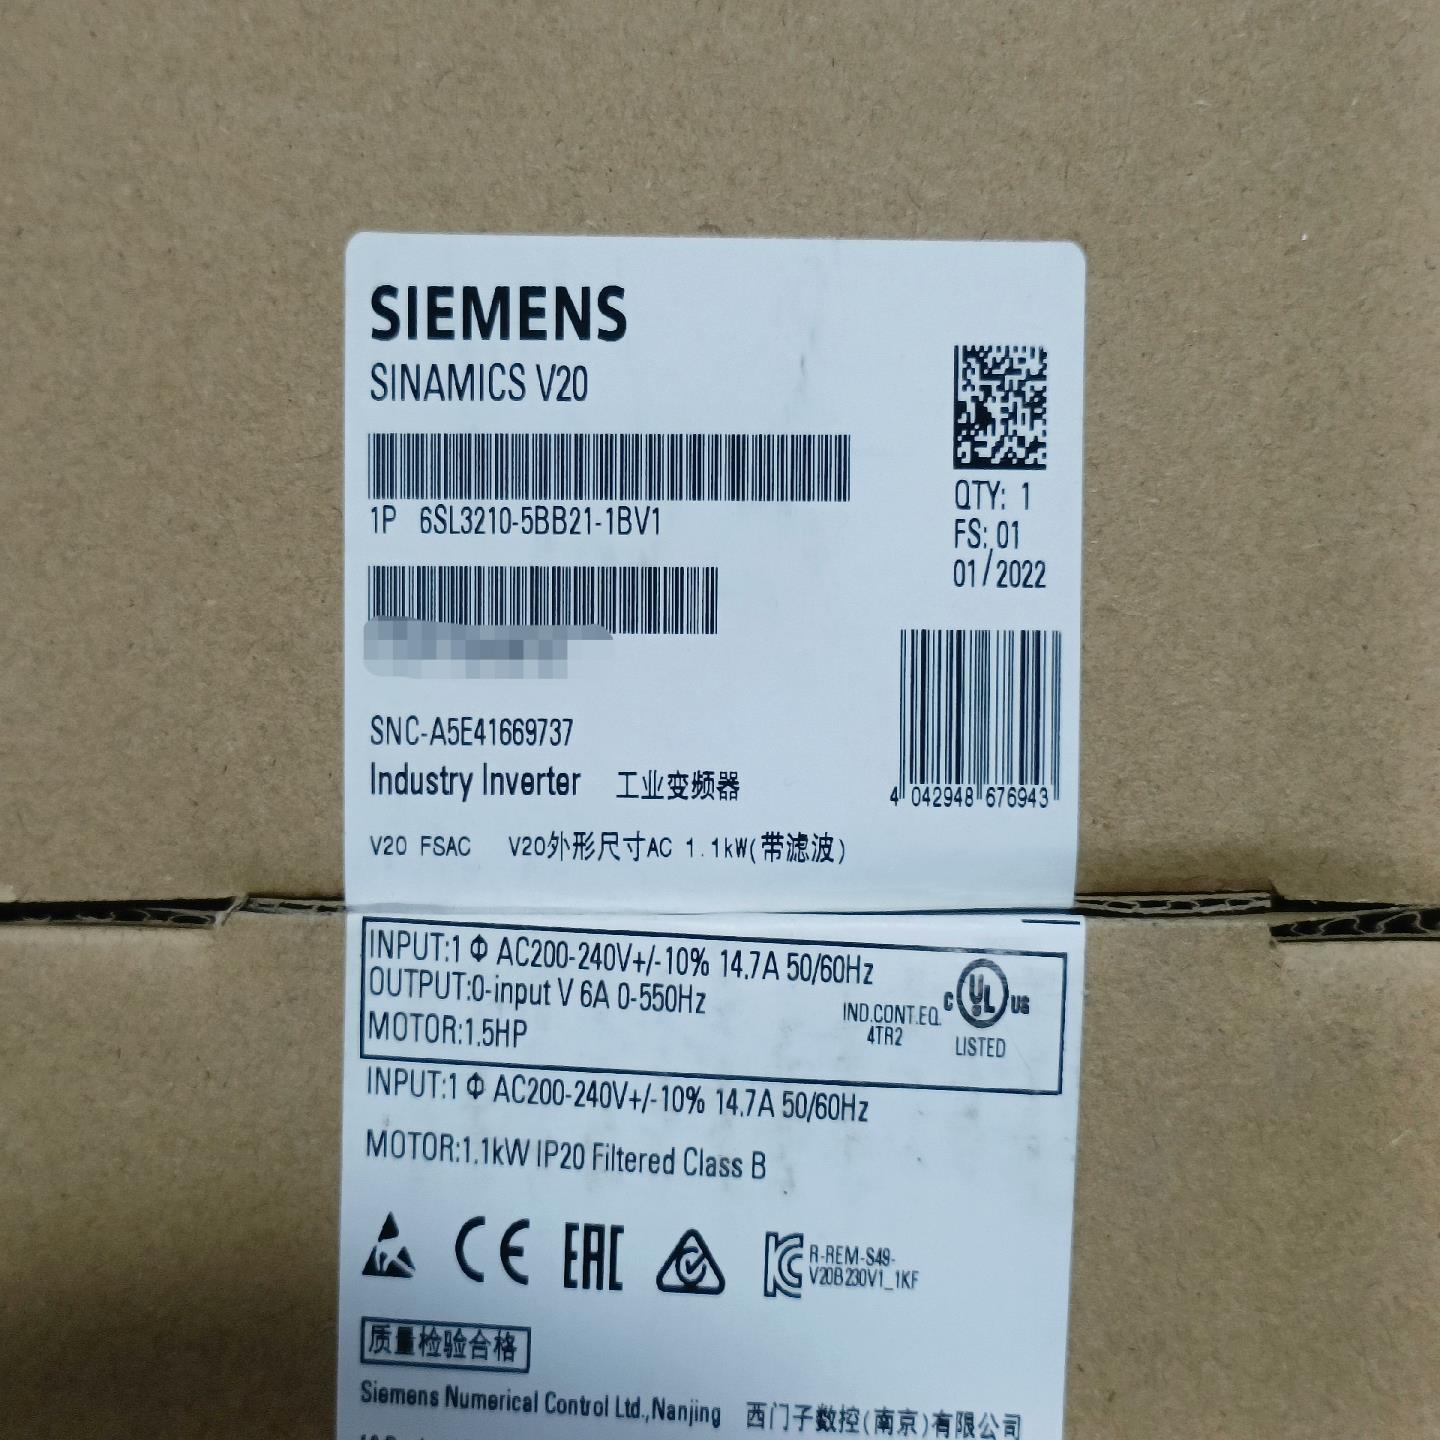 SIEMENS
SINAMICS V20
1P 6SL3210-5BB21-1BV1
QTY: 1
FS: 01
01/2022
SNC-A5E41669737
Industry Inverter 工业变频器
4 042948 676943
V20 FSAC V20外形尺寸AC 1.1kW(带滤波)
INPUT:1 Φ AC200-240V+/-10% 14.7A 50/60Hz
OUTPUT:0-input V 6A 0-550Hz
MOTOR:1.5HP
IND.CONT.EQ.
4TR2
C UL US
LISTED
INPUT:1 Φ AC200-240V+/-10% 14.7A 50/60Hz
MOTOR:1.1kW IP20 Filtered Class B
CE EAC
R-REM-S49-
V20B230V1_1KF
质量检验合格
Siemens Numerical Control Ltd.,Nanjing 西门子数控(南京)有限公司